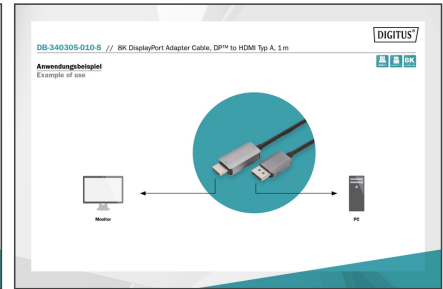 DIGITUS®
DB-340305-010-S // 8K DisplayPort Adapter Cable, DP™ to HDMI Typ A, 1 m
8K
Anwendungsbeispiel
Example of use
Monitor
PC